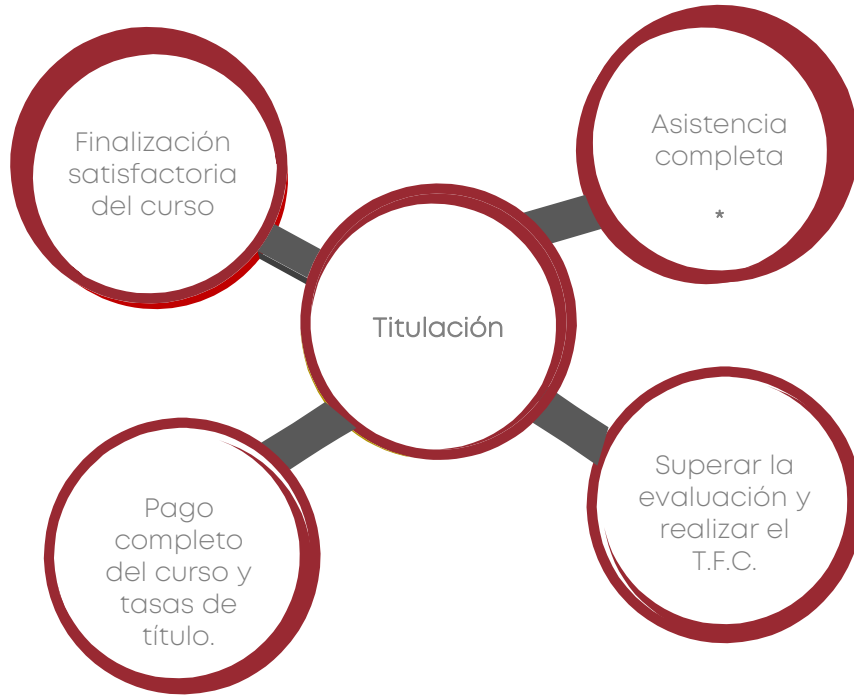 Finalización
satisfactoria
del curso
Asistencia
completa
*
Titulación
Pago
completo
del curso y
tasas de
título.
Superar la
evaluación y
realizar el
T.F.C.